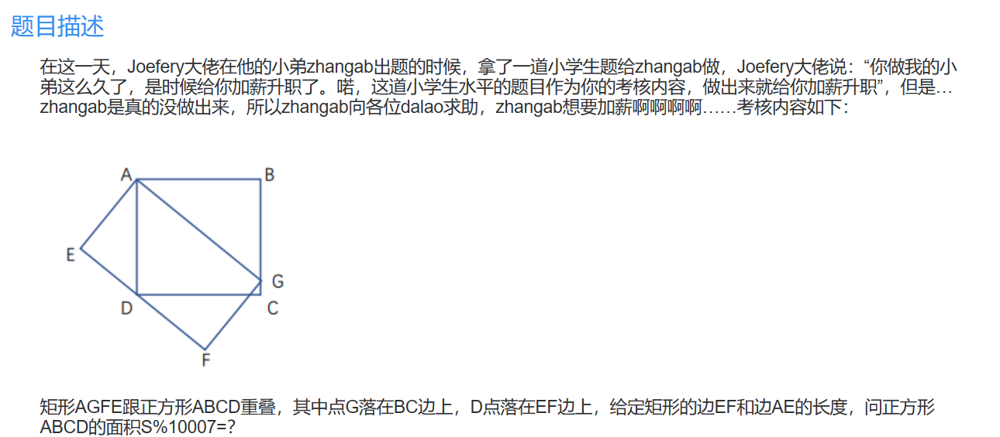 题目描述
在这一天，Joefery大佬在他的小弟zhangab出题的时候，拿了一道小学生题给zhangab做，Joefery大佬说：“你做我的小
弟这么久了，是时候给你加薪升职了。喏，这道小学生水平的题目作为你的考核内容，做出来就给你加薪升职”，但是…
zhangab是真的没做出来，所以zhangab向各位dalao求助，zhangab想要加薪啊啊啊啊……考核内容如下：
A
B
E
G
D
C
F
矩形AGFE跟正方形ABCD重叠，其中点G落在BC边上，D点落在EF边上，给定矩形的边EF和边AE的长度，问正方形
ABCD的面积S%10007=？